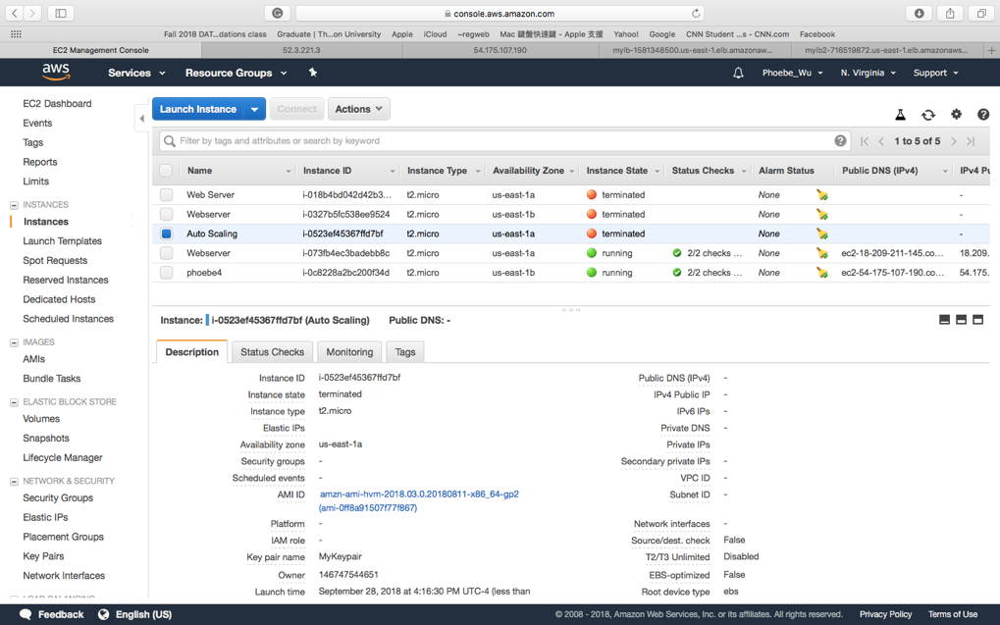 console.aws.amazon.com
Fall 2018 DAT...dations class Graduate | Th...on University Apple iCloud ~regweb Mac 鍵盤快速鍵 - Apple 支援 Yahoo! Google CNN Student ...s - CNN.com Facebook
EC2 Management Console 52.3.221.3 54.175.107.190 mylb-1581348500.us-east-1.elb.amazonaw... mylb2-716519872.us-east-1.elb.amazonaws...
aws Services Resource Groups Phoebe_Wu N. Virginia Support
EC2 Dashboard
Events
Tags
Reports
Limits
INSTANCES
Instances
Launch Templates
Spot Requests
Reserved Instances
Dedicated Hosts
Scheduled Instances
IMAGES
AMIs
Bundle Tasks
ELASTIC BLOCK STORE
Volumes
Snapshots
Lifecycle Manager
NETWORK & SECURITY
Security Groups
Elastic IPs
Placement Groups
Key Pairs
Network Interfaces
LOAD BALANCING
Launch Instance Connect Actions
Filter by tags and attributes or search by keyword 1 to 5 of 5
Name Instance ID Instance Type Availability Zone Instance State Status Checks Alarm Status Public DNS (IPv4) IPv4 Pu
Web Server i-018b4bd042d42b3... t2.micro us-east-1a terminated None -
Webserver i-0327b5fc538ee9524 t2.micro us-east-1b terminated None -
Auto Scaling i-0523ef45367ffd7bf t2.micro us-east-1a terminated None -
Webserver i-073fb4ec3badebb8c t2.micro us-east-1a running 2/2 checks ... None ec2-18-209-211-145.co... 18.209.
phoebe4 i-0c8228a2bc200f34d t2.micro us-east-1b running 2/2 checks ... None ec2-54-175-107-190.co... 54.175.
Instance: i-0523ef45367ffd7bf (Auto Scaling) Public DNS: -
Description Status Checks Monitoring Tags
Instance ID i-0523ef45367ffd7bf Public DNS (IPv4) -
Instance state terminated IPv4 Public IP -
Instance type t2.micro IPv6 IPs -
Elastic IPs Private DNS -
Availability zone us-east-1a Private IPs -
Security groups - Secondary private IPs -
Scheduled events - VPC ID -
AMI ID amzn-ami-hvm-2018.03.0.20180811-x86_64-gp2 Subnet ID -
(ami-0ff8a91507f77f867)
Platform - Network interfaces -
IAM role - Source/dest. check False
Key pair name MyKeypair T2/T3 Unlimited Disabled
Owner 146747544651 EBS-optimized False
Launch time September 28, 2018 at 4:16:30 PM UTC-4 (less than Root device type ebs
Feedback English (US) © 2008 - 2018, Amazon Web Services, Inc. or its affiliates. All rights reserved. Privacy Policy Terms of Use